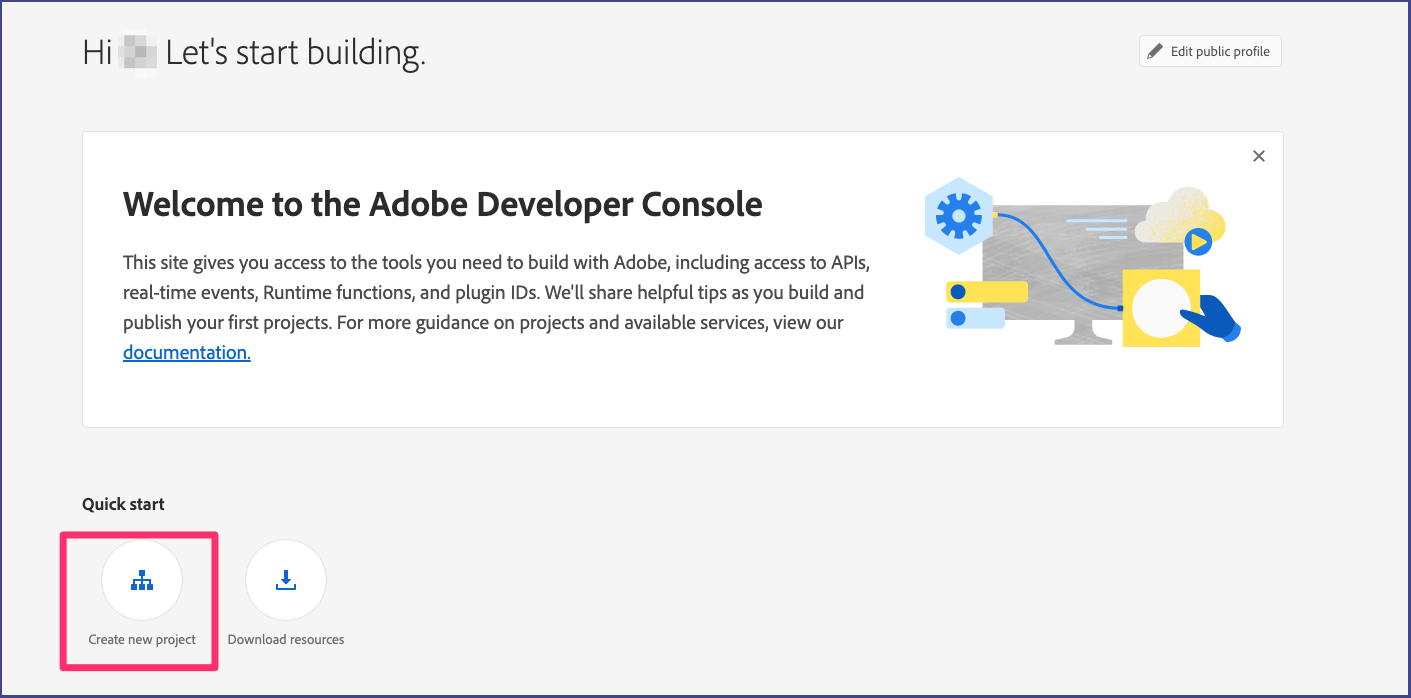 Hi Let's start building.
Edit public profile
Welcome to the Adobe Developer Console
This site gives you access to the tools you need to build with Adobe, including access to APIs,
real-time events, Runtime functions, and plugin IDs. We'll share helpful tips as you build and
publish your first projects. For more guidance on projects and available services, view our
documentation.
Quick start
Create new project
Download resources